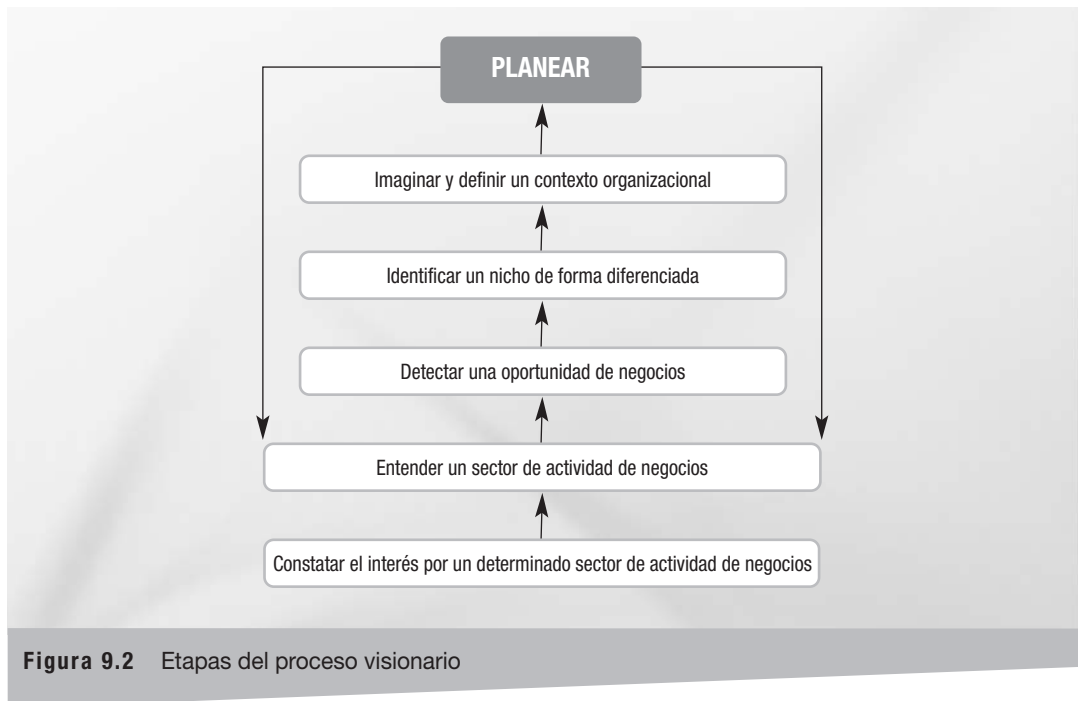 PLANEAR
Imaginar y definir un contexto organizacional
Identificar un nicho de forma diferenciada
Detectar una oportunidad de negocios
Entender un sector de actividad de negocios
Constatar el interés por un determinado sector de actividad de negocios
Figura 9.2 Etapas del proceso visionario